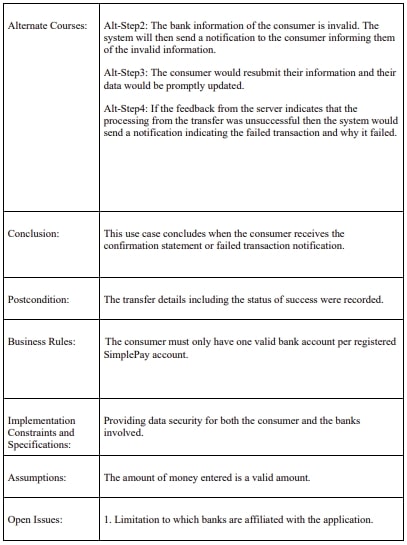 Alternate Courses:
Alt-Step2: The bank information of the consumer is invalid. The
system will then send a notification to the consumer informing them
of the invalid information.
Alt-Step3: The consumer would resubmit their information and their
data would be promptly updated.
Alt-Step4: If the feedback from the server indicates that the
processing from the transfer was unsuccessful then the system would
send a notification indicating the failed transaction and why it failed.
Conclusion:
This use case concludes when the consumer receives the
confirmation statement or failed transaction notification.
Postcondition:
The transfer details including the status of success were recorded.
Business Rules:
The consumer must only have one valid bank account per registered
SimplePay account.
Implementation
Constraints and
Specifications:
Providing data security for both the consumer and the banks
involved.
Assumptions:
The amount of money entered is a valid amount.
Open Issues:
1. Limitation to which banks are affiliated with the application.